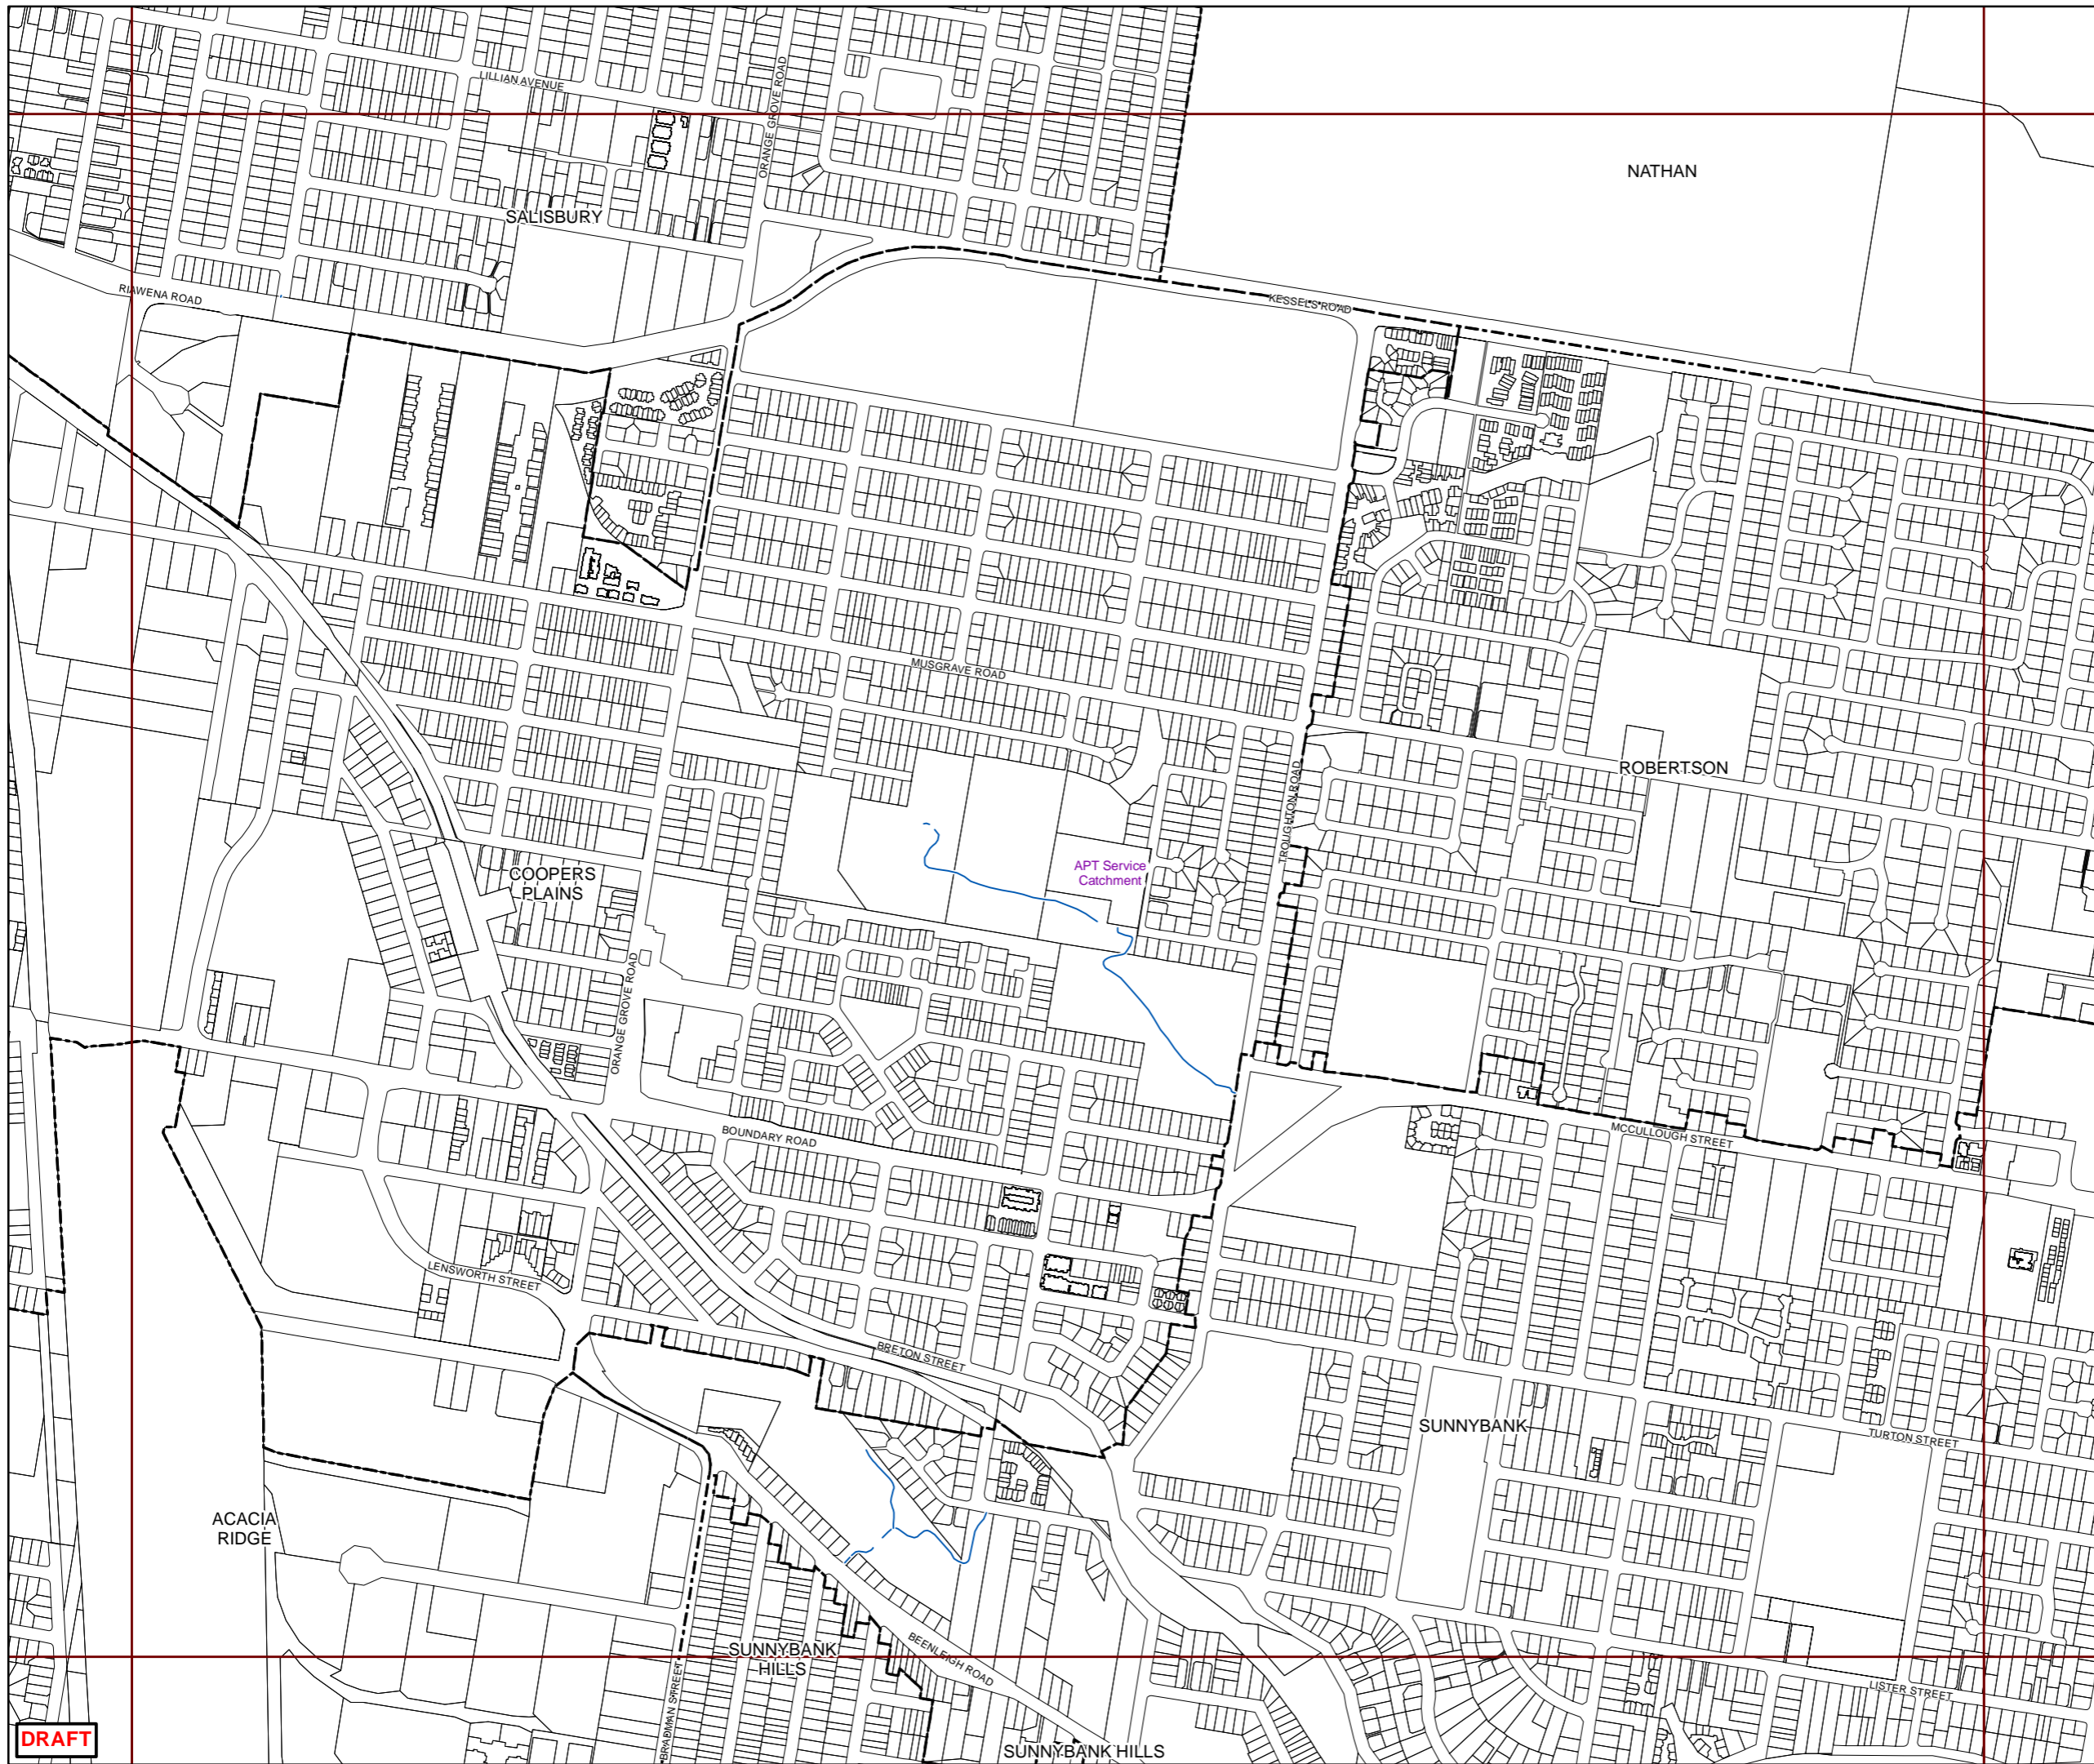 LILLIAN AVENUE
ORANGE GROVE ROAD
NATHAN
SALISBURY
RIAWENA ROAD
KESSELS ROAD
MUSGRAVE ROAD
ROBERTSON
TROUGHTON ROAD
APT Service
Catchment
COOPERS
PLAINS
ORANGE GROVE ROAD
BOUNDARY ROAD
MCCULLOUGH STREET
LENSWORTH STREET
BRETON STREET
SUNNYBANK
TURTON STREET
ACACIA
RIDGE
SUNNYBANK
HILLS
BEENLEIGH ROAD
BRADMAN STREET
LISTER STREET
DRAFT
SUNNYBANK HILLS